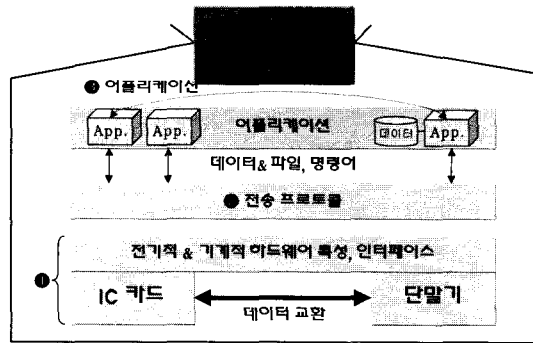 ❸ 어플리케이션
App. App. 어플리케이션 데이터 App.
데이터& 파일, 명령어
❷ 전송 프로토콜
전기적 & 기계적 하드웨어 특성, 인터페이스
❶ IC 카드 단말기
데이터 교환